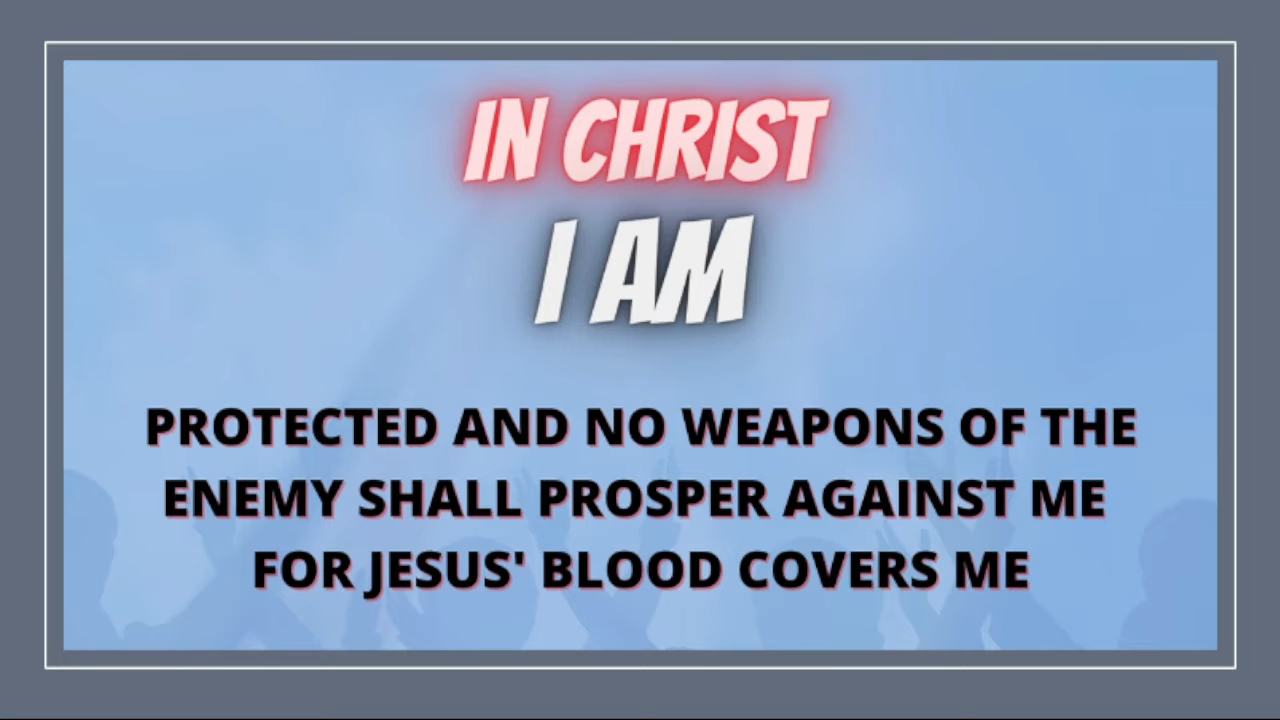 IN CHRIST
I AM
PROTECTED AND NO WEAPONS OF THE
ENEMY SHALL PROSPER AGAINST ME
FOR JESUS' BLOOD COVERS ME